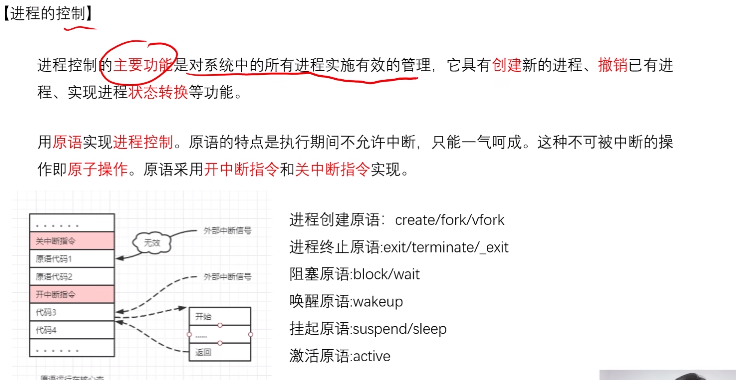 【进程的控制】
进程控制的主要功能是对系统中的所有进程实施有效的管理，它具有创建新的进程、撤销已有进
程、实现进程状态转换等功能。
用原语实现进程控制。原语的特点是执行期间不允许中断，只能一气呵成。这种不可被中断的操
作即原子操作。原语采用开中断指令和关中断指令实现。
. . . . . .
关中断指令
原语代码1
原语代码2
开中断指令
代码3
代码4
. . . . . .
无效
外部中断信号
外部中断信号
开始
......
返回
进程创建原语：create/fork/vfork
进程终止原语:exit/terminate/_exit
阻塞原语:block/wait
唤醒原语:wakeup
挂起原语:suspend/sleep
激活原语:active